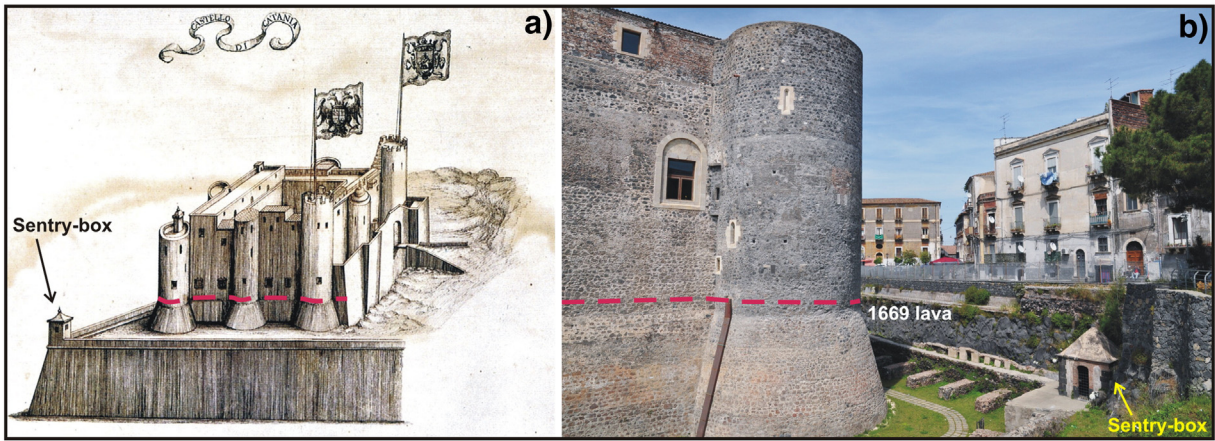 CASTELLO
DI
CATANIA
a)
Sentry-box
b)
1669 lava
Sentry-box